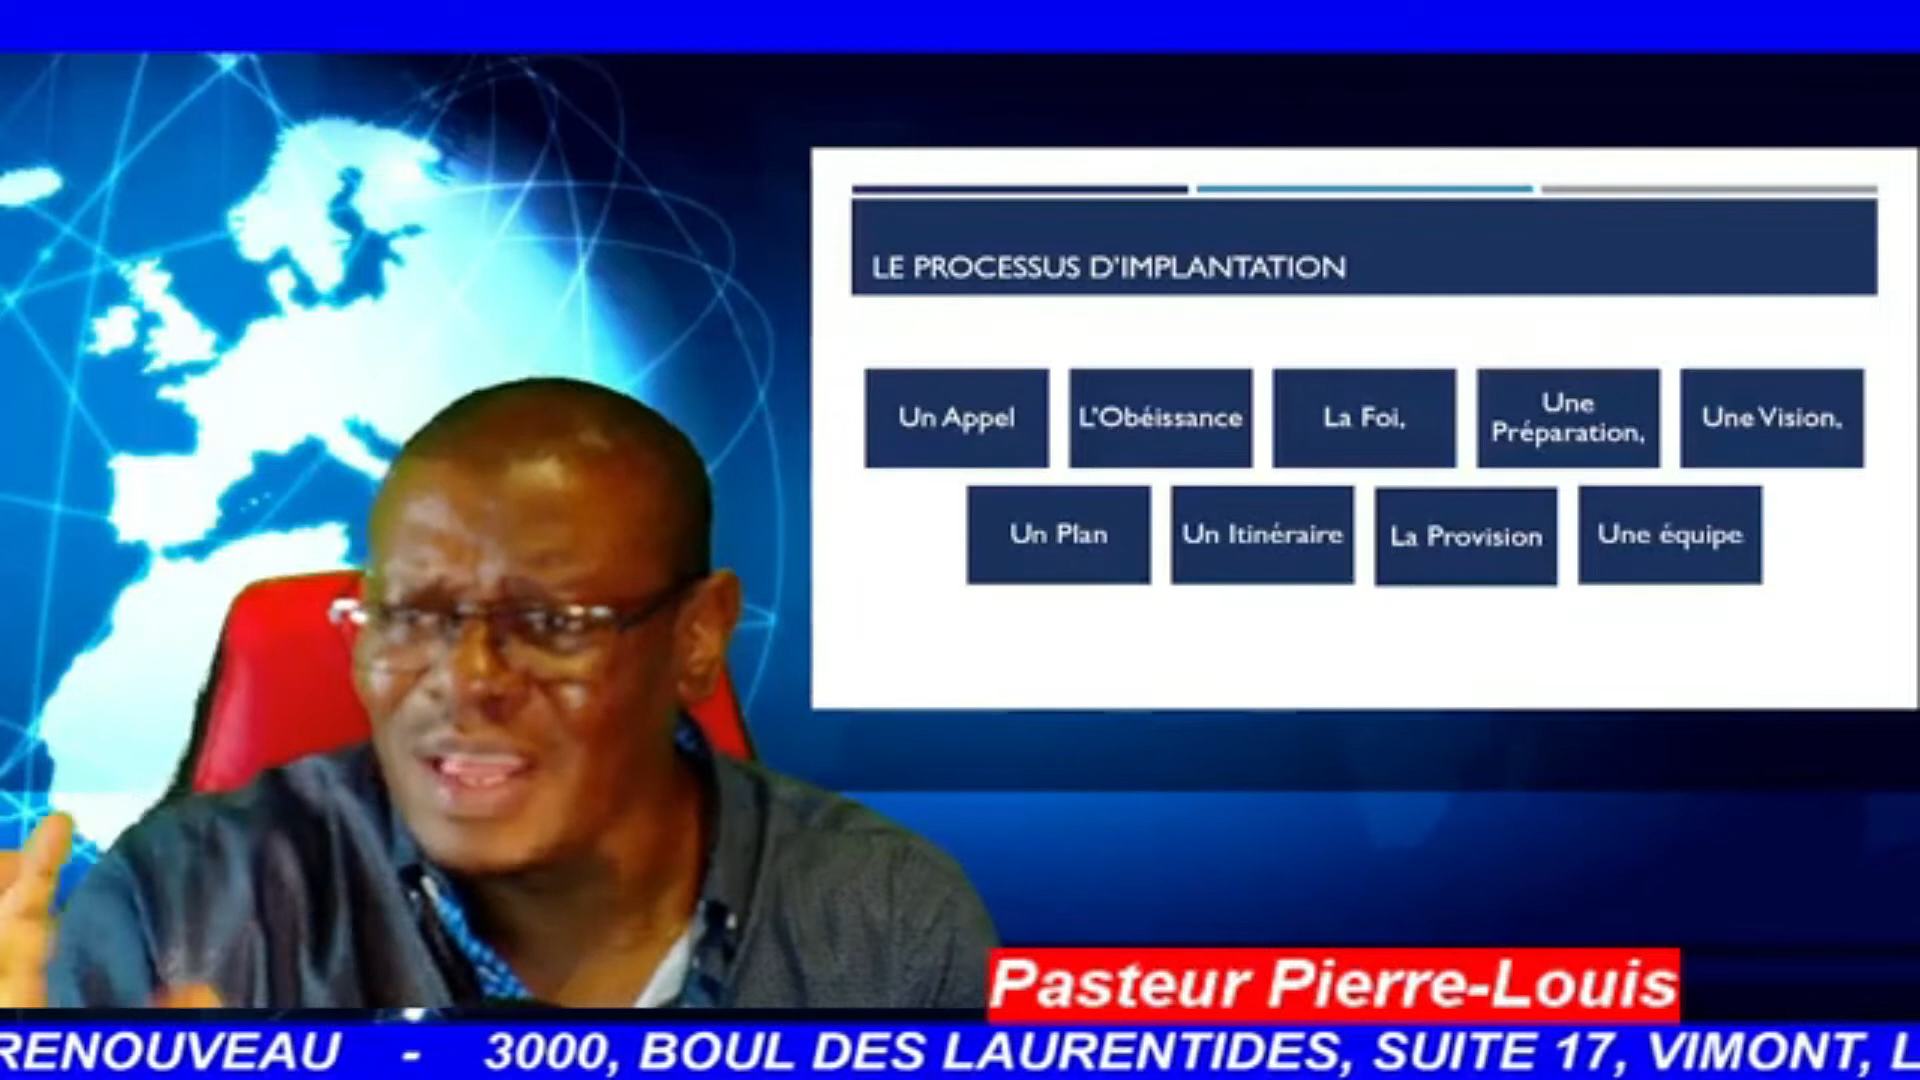 LE PROCESSUS D'IMPLANTATION
Un Appel
L'Obéissance
La Foi,
Une
Préparation,
Une Vision,
Un Plan
Un Itinéraire
La Provision
Une équipe
Pasteur Pierre-Louis
RENOUVEAU - 3000, BOUL DES LAURENTIDES, SUITE 17, VIMONT, L